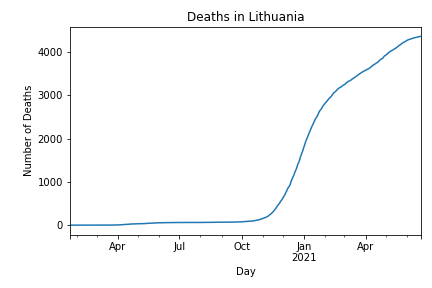 Deaths in Lithuania
4000
3000
2000
1000
0
Number of Deaths
Apr
Jul
Oct
Jan
2021
Apr
Day